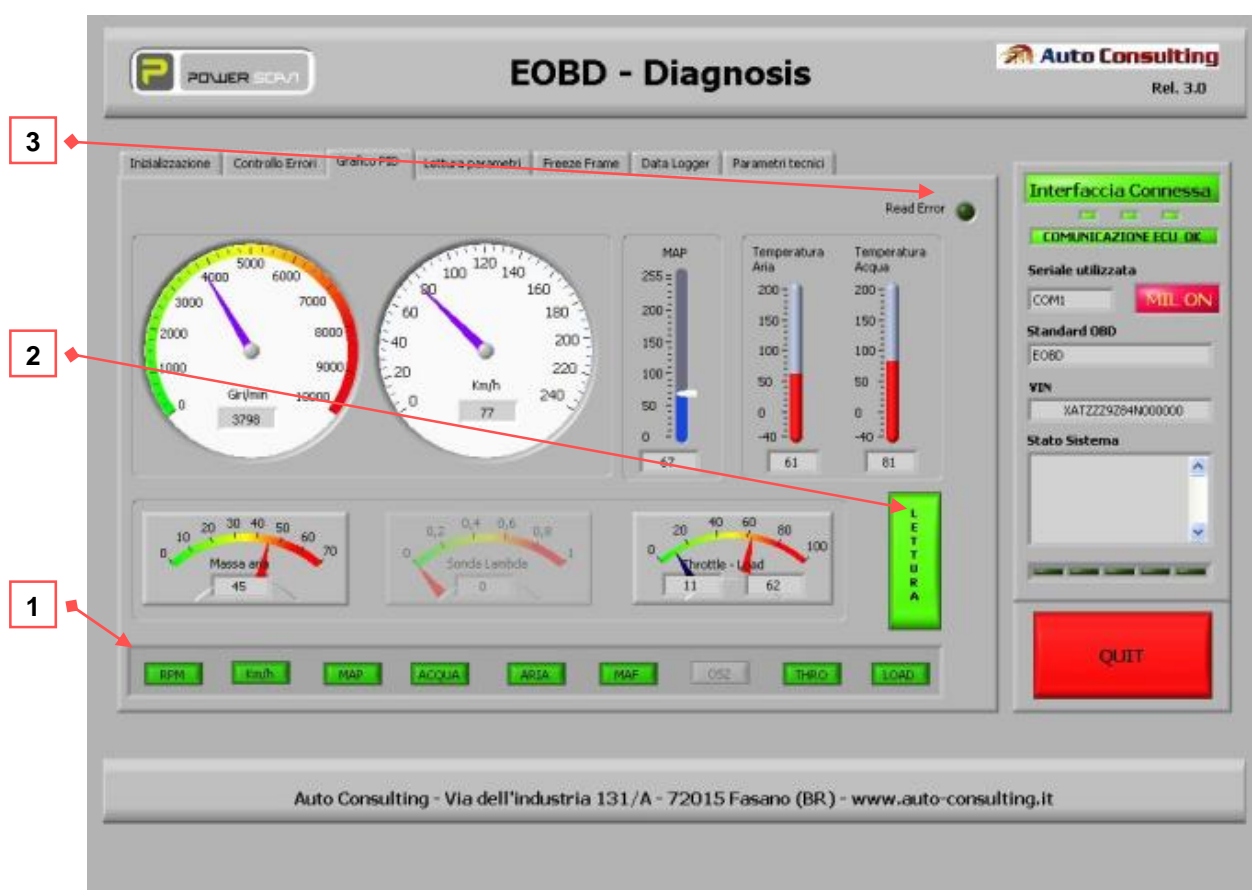 POWER SCAN
EOBD - Diagnosis
Auto Consulting
Rel. 3.0
3
Inizializzazione
Controllo Errori
Grafico PID
Lettura parametri
Freeze Frame
Data Logger
Parametri tecnici
Read Error
0
1000
2000
3000
4000
5000
6000
7000
8000
9000
10000
Giri/min
3798
0
20
40
60
80
100
120
140
160
180
200
220
240
Km/h
77
MAP
255
200
150
100
50
0
67
Temperatura
Aria
200
150
100
50
0
-40
61
Temperatura
Acqua
200
150
100
50
0
-40
81
2
0
10
20
30
40
50
60
70
Massa aria
45
0
0,2
0,4
0,6
0,8
1
Sonda Lambda
0
0
20
40
60
80
100
Throttle - Load
11
62
LETTURA
1
RPM
Km/h
MAP
ACQUA
ARIA
MAF
OS2
THRO
LOAD
Interfaccia Connessa
COMUNICAZIONE ECU OK
Seriale utilizzata
COM1
MIL ON
Standard OBD
EOBD
VIN
XATZZZ9Z84N000000
Stato Sistema
QUIT
Auto Consulting - Via dell'industria 131/A - 72015 Fasano (BR) - www.auto-consulting.it